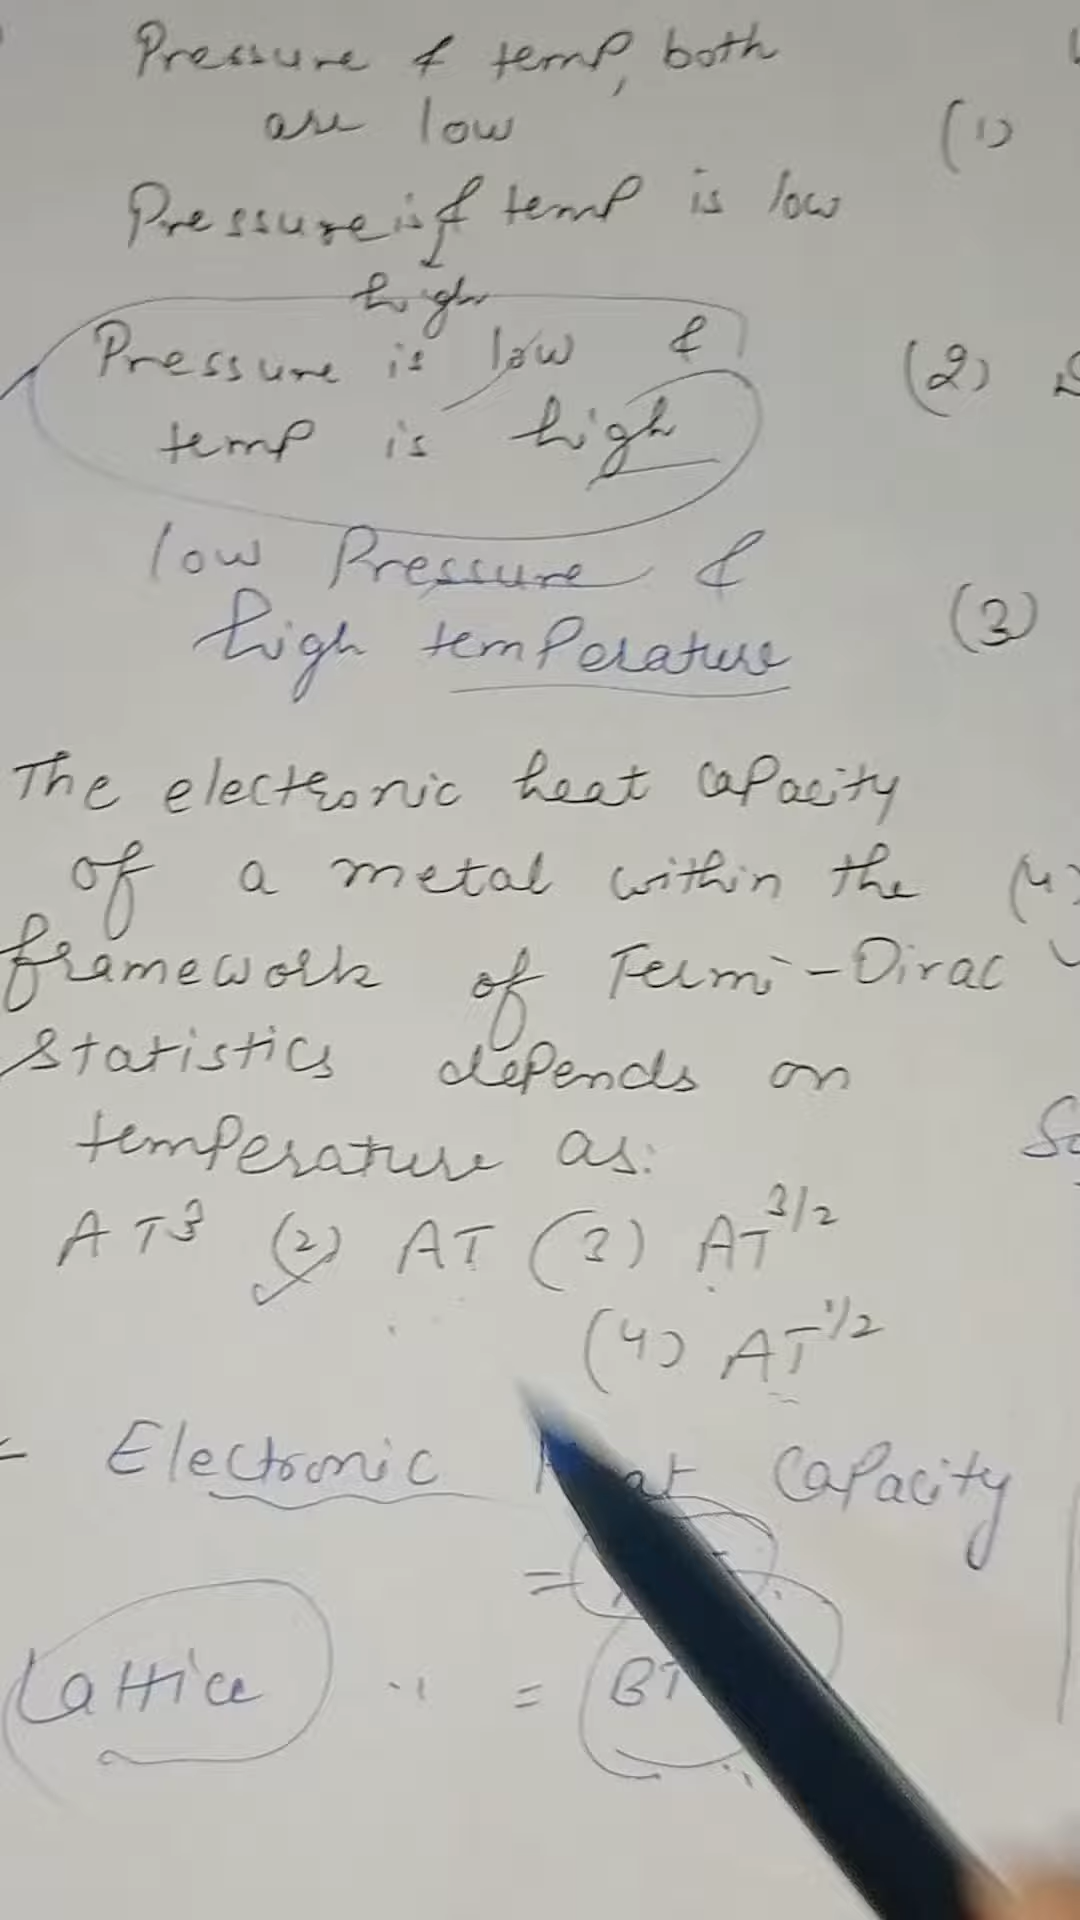 Pressure & temp, both
are low
(1)
Pressure is & temp is low
high
Pressure is low &
temp is high
(2)
low Pressure &
high temperature
(3)
The electronic heat capacity
of a metal within the
(4)
framework of Fermi-Dirac
statistics depends on
temperature as:
AT³ (2) AT (3) AT^3/2
(4) AT^1/2
Electronic Capacity
=
Lattice " = BT